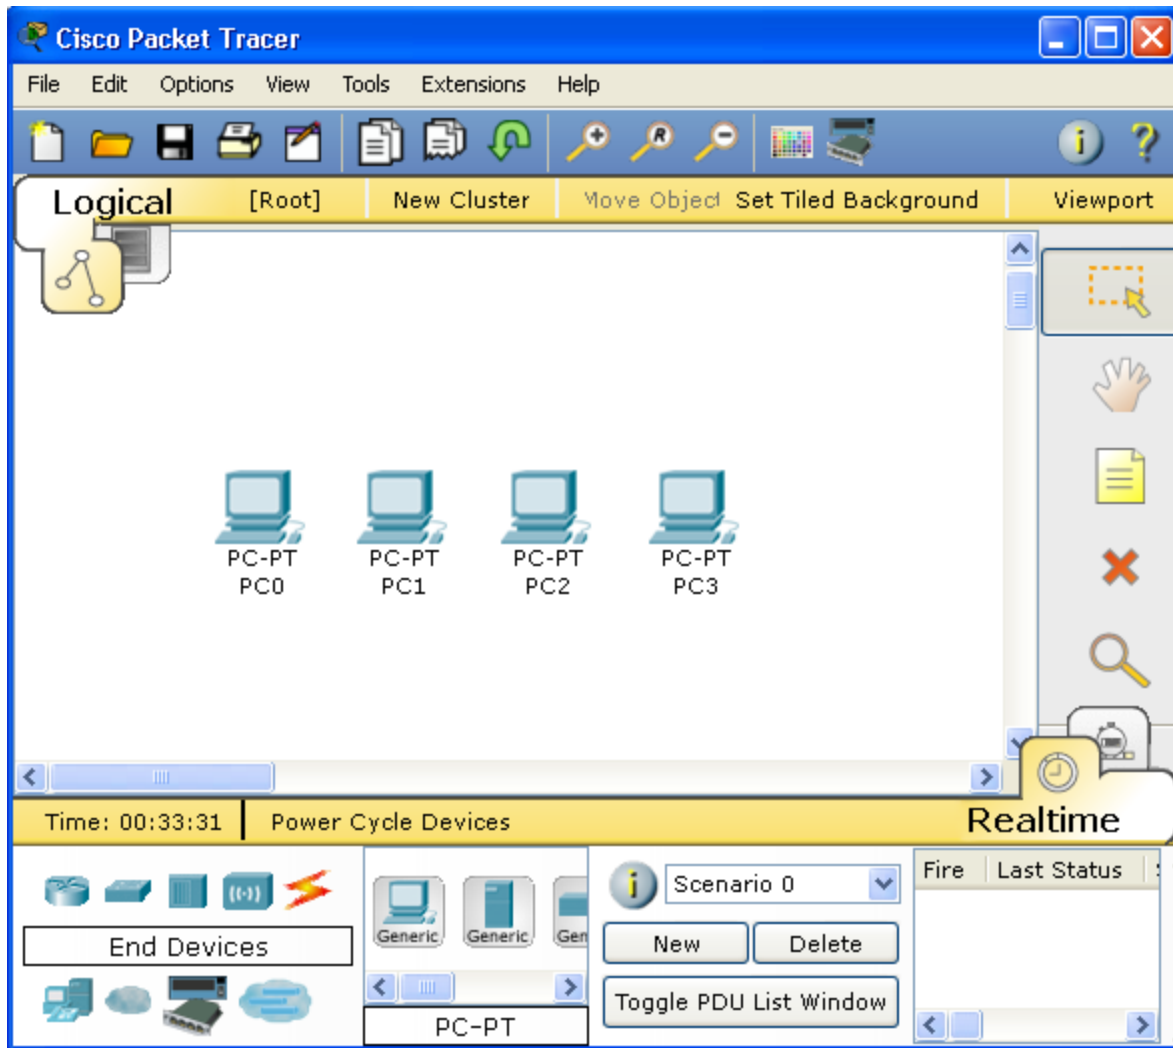 Cisco Packet Tracer
File Edit Options View Tools Extensions Help
Logical [Root] New Cluster Move Object Set Tiled Background Viewport
PC-PT PC-PT PC-PT PC-PT
PC0 PC1 PC2 PC3
Time: 00:33:31 Power Cycle Devices Realtime
Fire Last Status
Scenario 0
Generic Generic Gen
End Devices
New Delete
Toggle PDU List Window
PC-PT